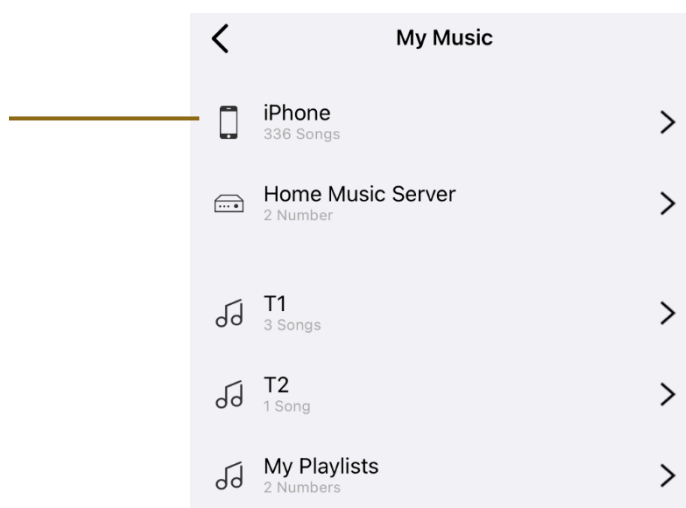 My Music
iPhone
336 Songs
Home Music Server
2 Number
T1
3 Songs
T2
1 Song
My Playlists
2 Numbers